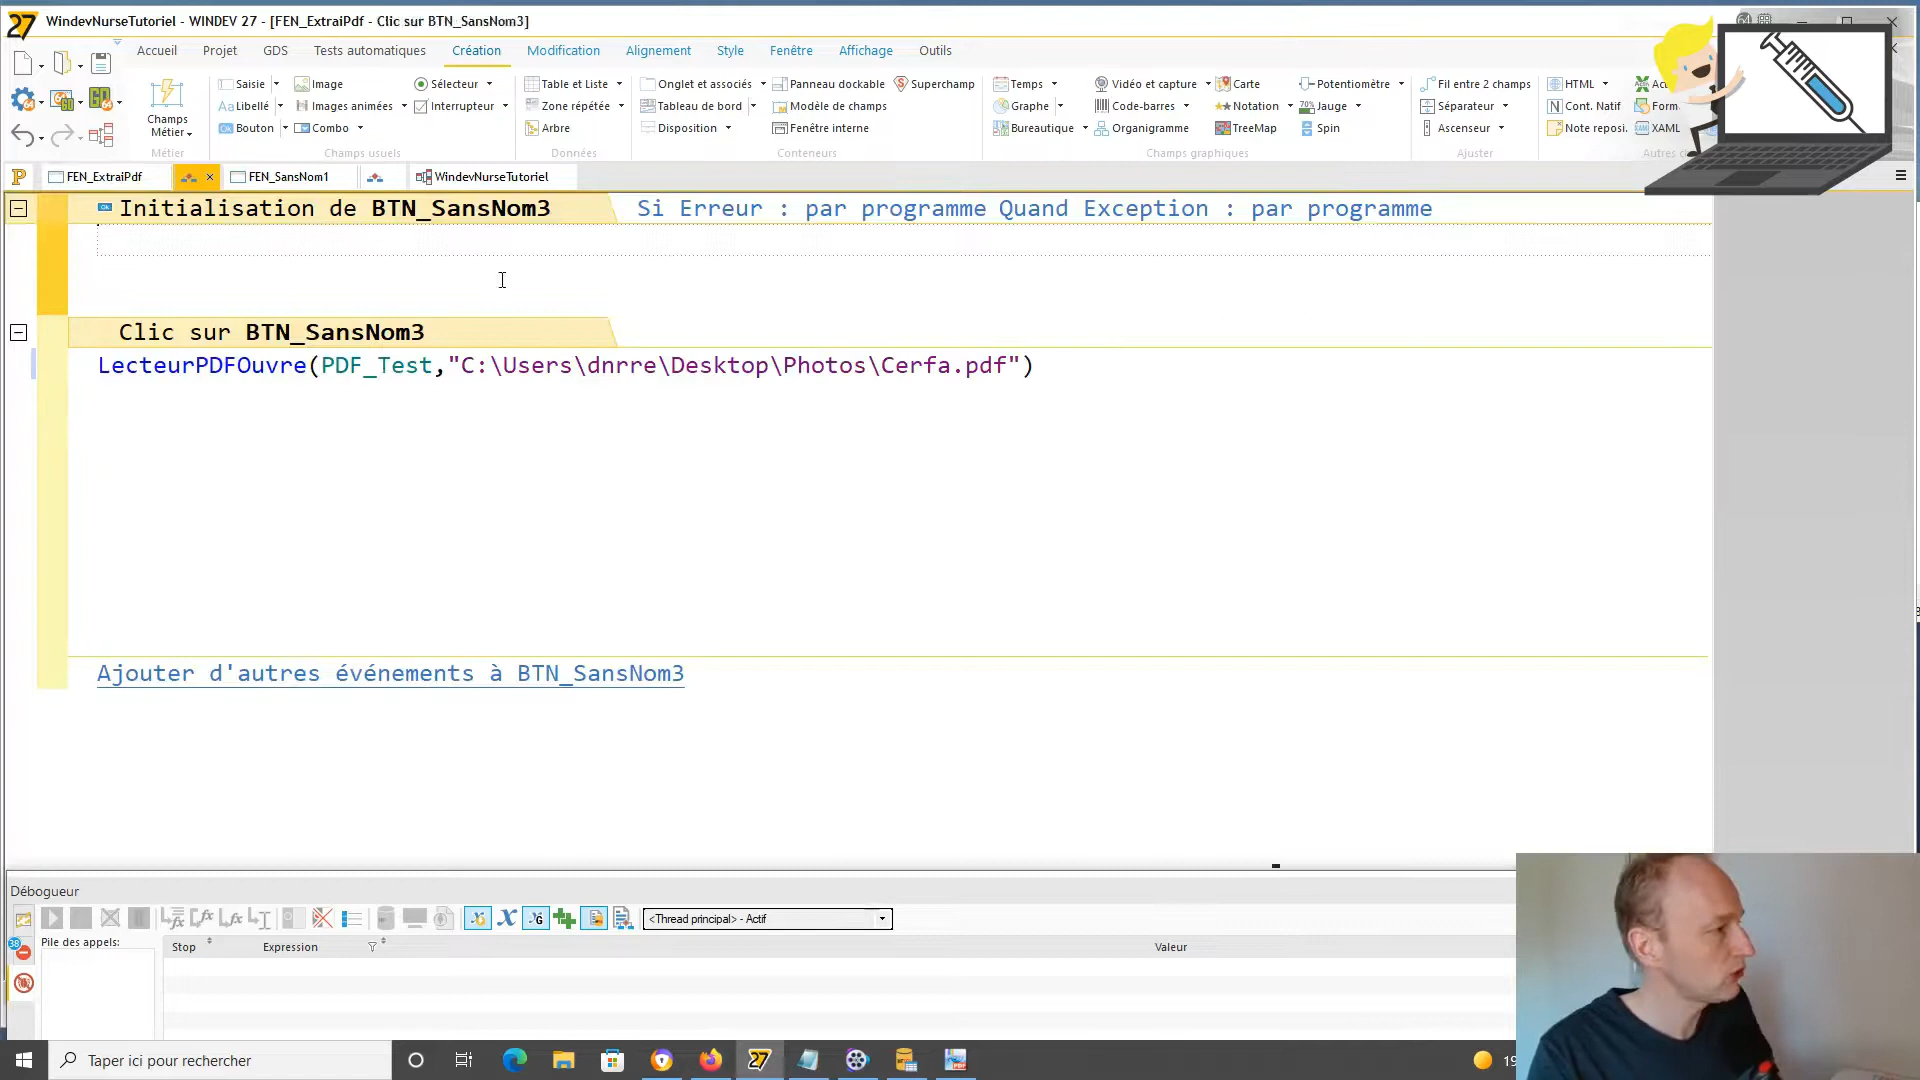 27 WindevNurseTutoriel - WINDEV 27 - [FEN_ExtraiPdf - Clic sur BTN_SansNom3]
Accueil Projet GDS Tests automatiques Création Modification Alignement Style Fenêtre Affichage Outils
Saisie Image Sélecteur Table et Liste Onglet et associés Panneau dockable Superchamp Temps Vidéo et capture Carte Potentiomètre Fil entre 2 champs HTML
Libellé Images animées Interrupteur Zone répétée Tableau de bord Modèle de champs Graphe Code-barres Notation Jauge Séparateur Cont. Natif Form
Champs Métier
Bouton Combo Arbre Disposition Fenêtre interne Bureautique Organigramme TreeMap Spin Ascenseur Note reposi. XAML
Métier Champs usuels Données Conteneurs Champs graphiques Ajuster
FEN_ExtraiPdf FEN_SansNom1 WindevNurseTutoriel
Initialisation de BTN_SansNom3 Si Erreur : par programme Quand Exception : par programme
Clic sur BTN_SansNom3
LecteurPDFOuvre(PDF_Test,"C:\Users\dnrre\Desktop\Photos\Cerfa.pdf")
Ajouter d'autres événements à BTN_SansNom3
Débogueur
<Thread principal> - Actif
Pile des appels: Stop Expression Valeur
38
Taper ici pour rechercher
27
19